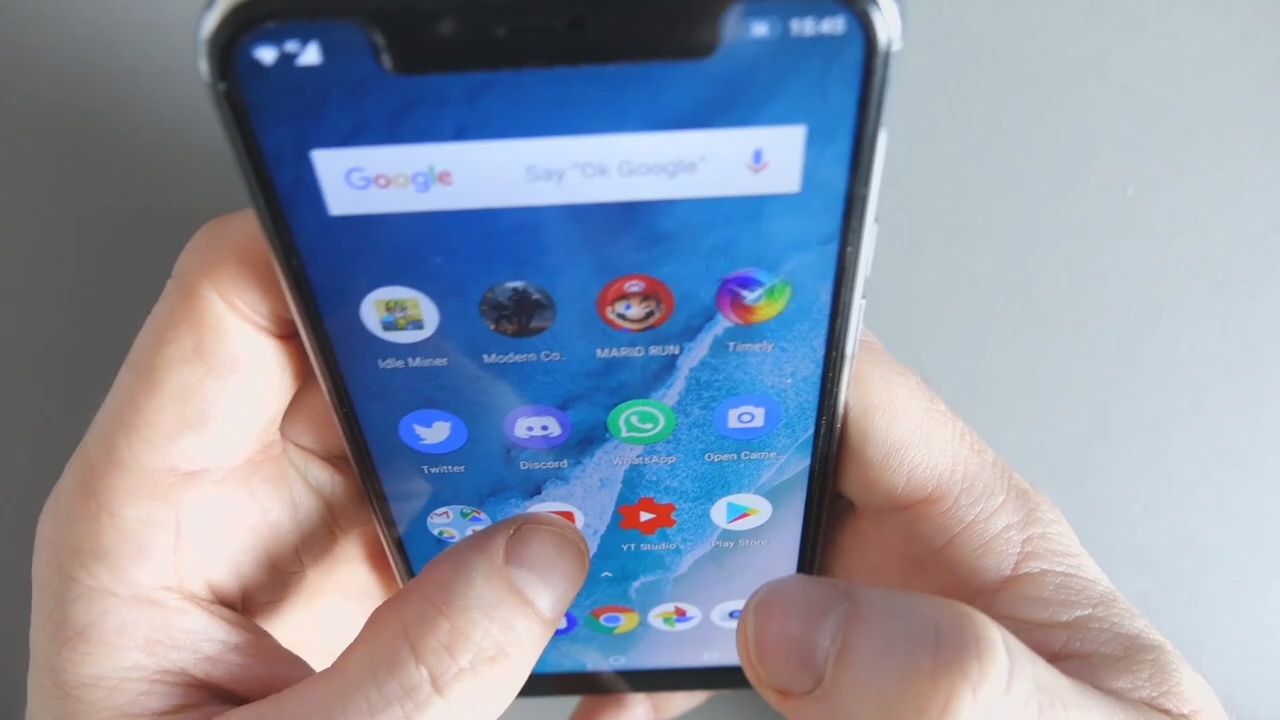 15:45
Google Say "Ok Google"
Idle Miner Modern Co.. MARIO RUN Timely
Twitter Discord WhatsApp Open Came..
YT Studio Play Store